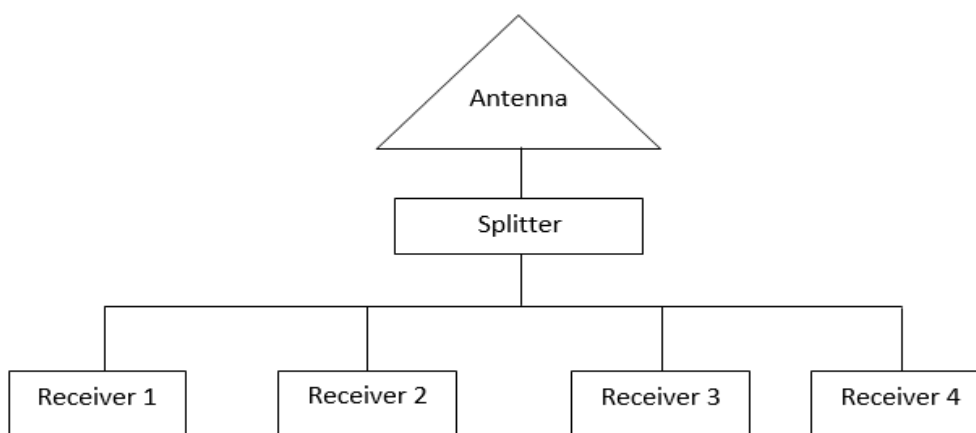 Antenna
Splitter
Receiver 1
Receiver 2
Receiver 3
Receiver 4